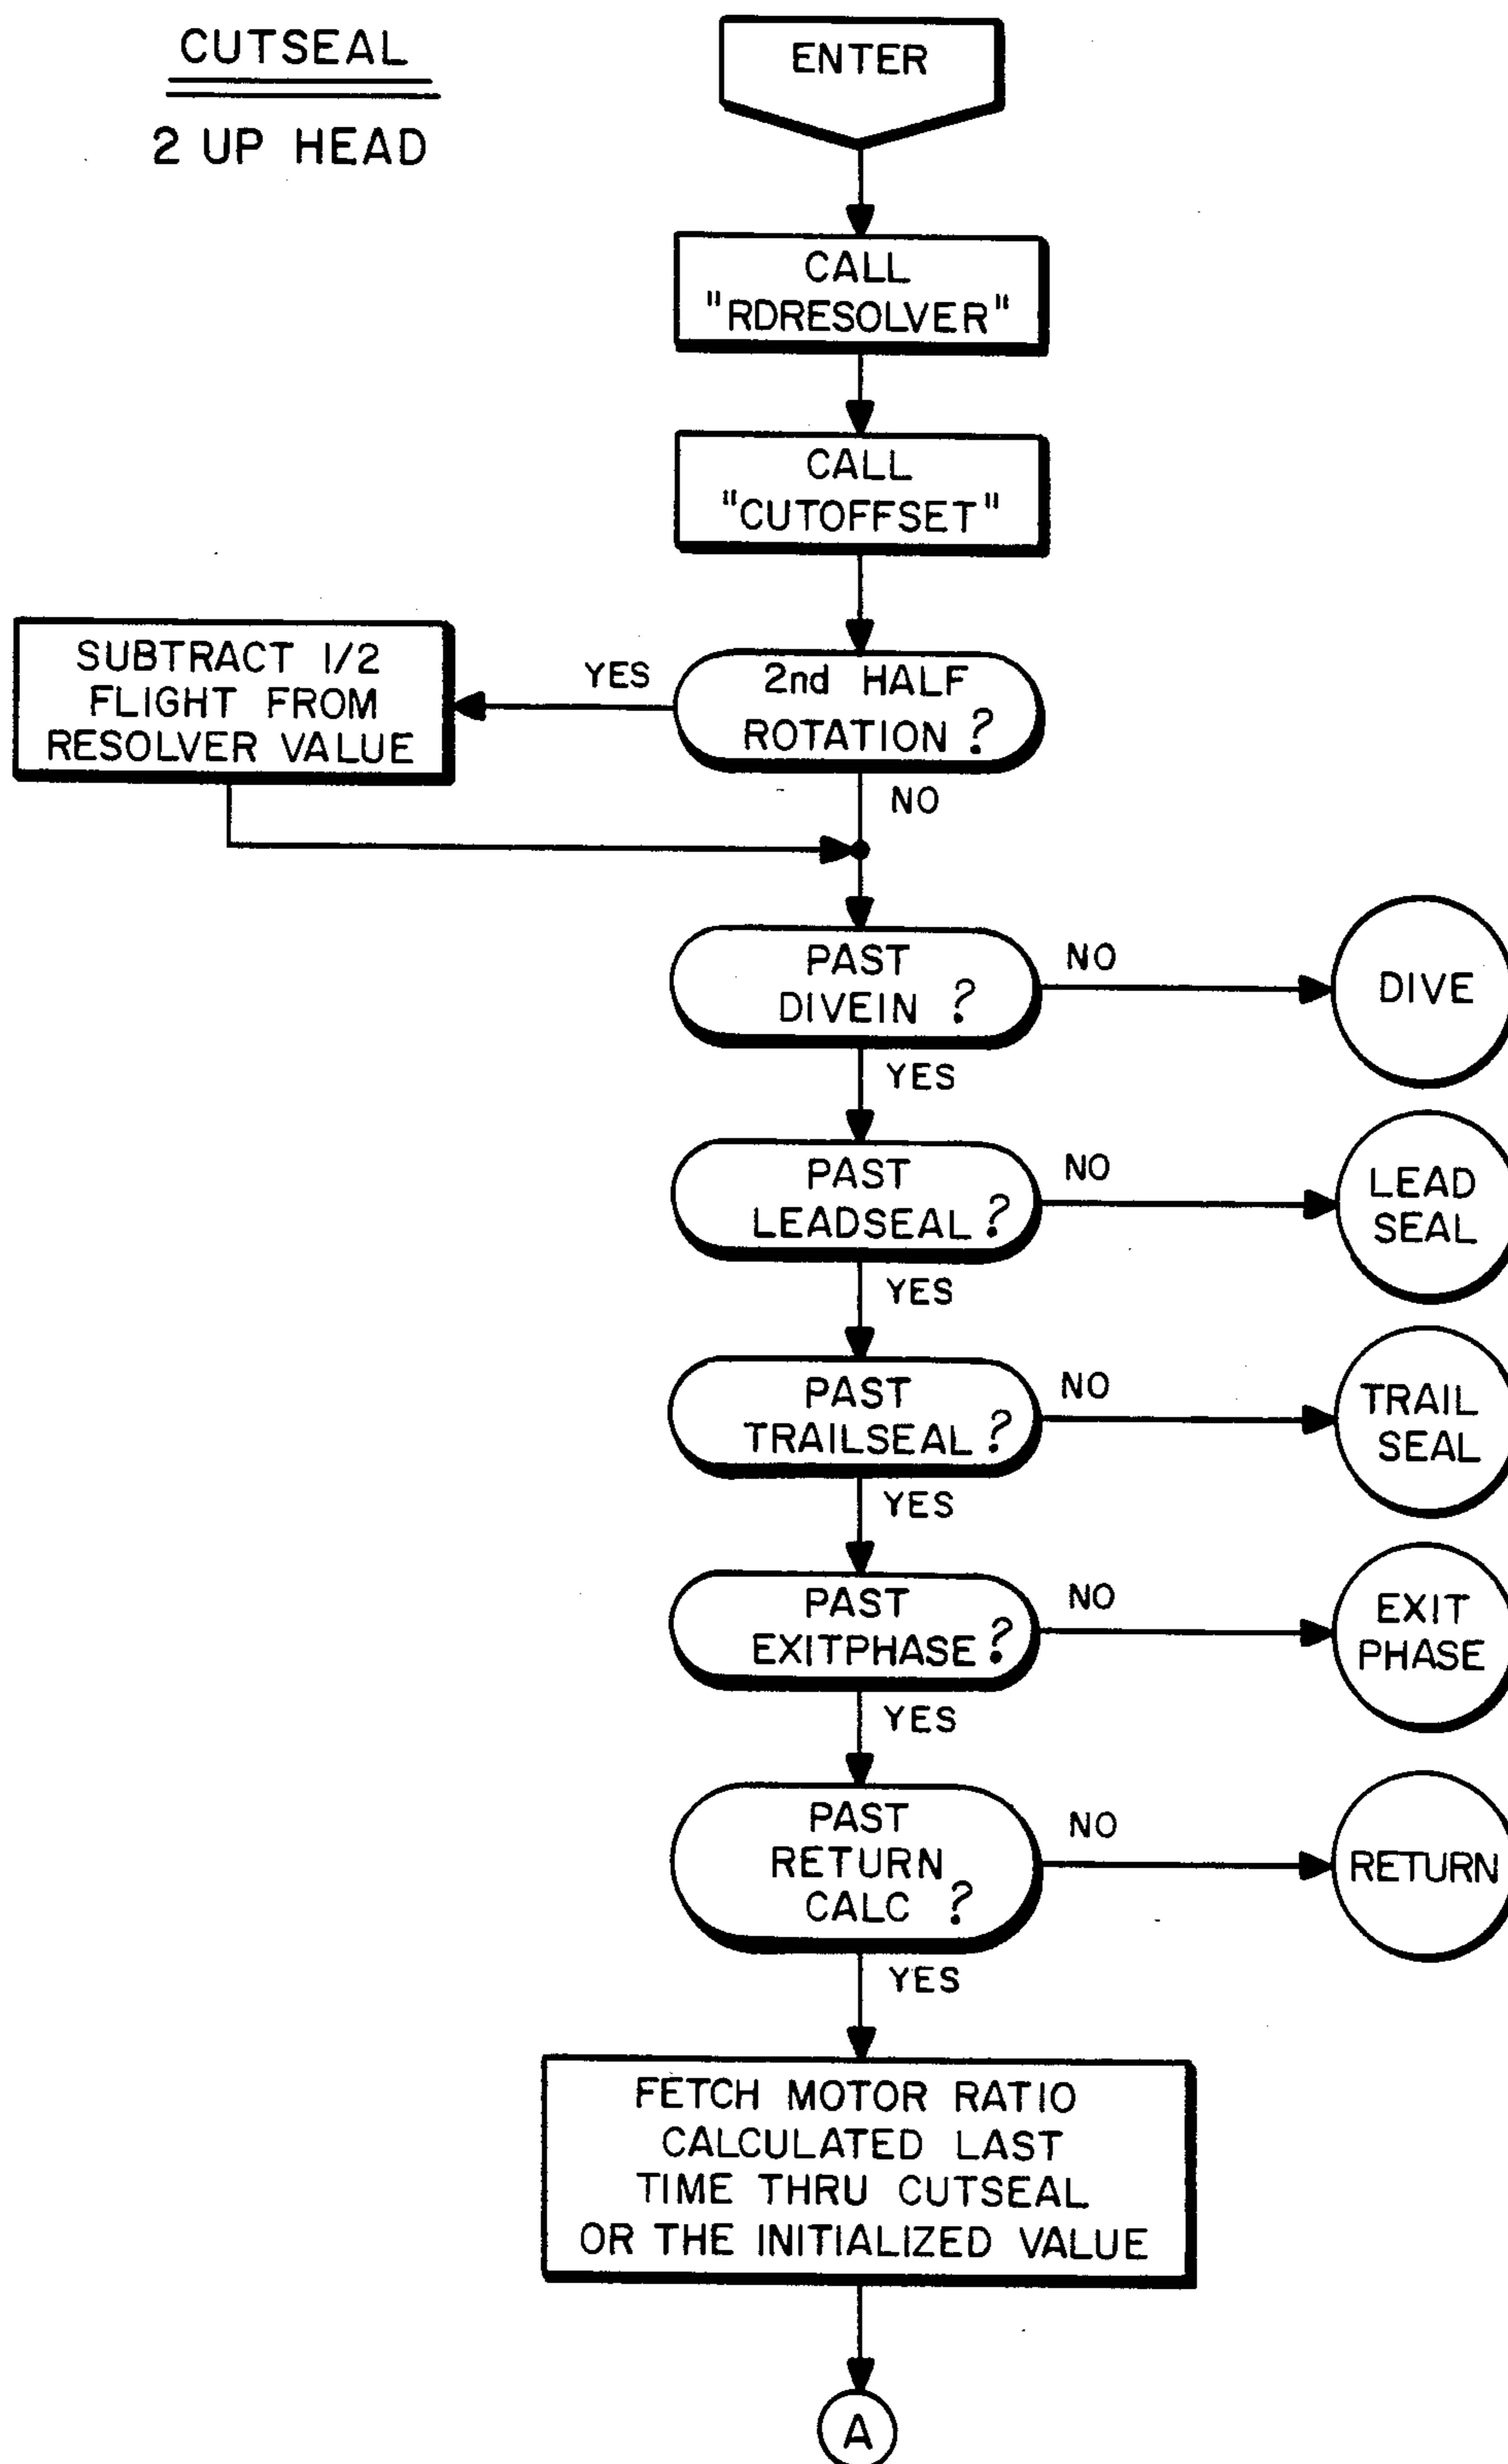 CUTSEAL
2 UP HEAD
ENTER
CALL
"RDRESOLVER"
CALL
"CUTOFFSET"
SUBTRACT 1/2
FLIGHT FROM
RESOLVER VALUE
YES
2nd HALF
ROTATION ?
NO
PAST
DIVEIN ?
NO
DIVE
YES
PAST
LEADSEAL ?
NO
LEAD
SEAL
YES
PAST
TRAILSEAL ?
NO
TRAIL
SEAL
YES
PAST
EXITPHASE ?
NO
EXIT
PHASE
YES
PAST
RETURN
CALC ?
NO
RETURN
YES
FETCH MOTOR RATIO
CALCULATED LAST
TIME THRU CUTSEAL
OR THE INITIALIZED VALUE
A